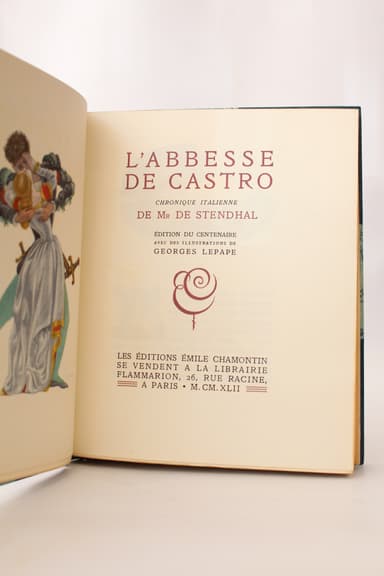 L'ABBESSE
DE CASTRO
CHRONIQUE ITALIENNE
DE MR DE STENDHAL
ÉDITION DU CENTENAIRE
AVEC DES ILLUSTRATIONS DE
GEORGES LEPAPE
LES ÉDITIONS ÉMILE CHAMONTIN
SE VENDENT A LA LIBRAIRIE
FLAMMARION, 26, RUE RACINE,
A PARIS • M.CM.XLII